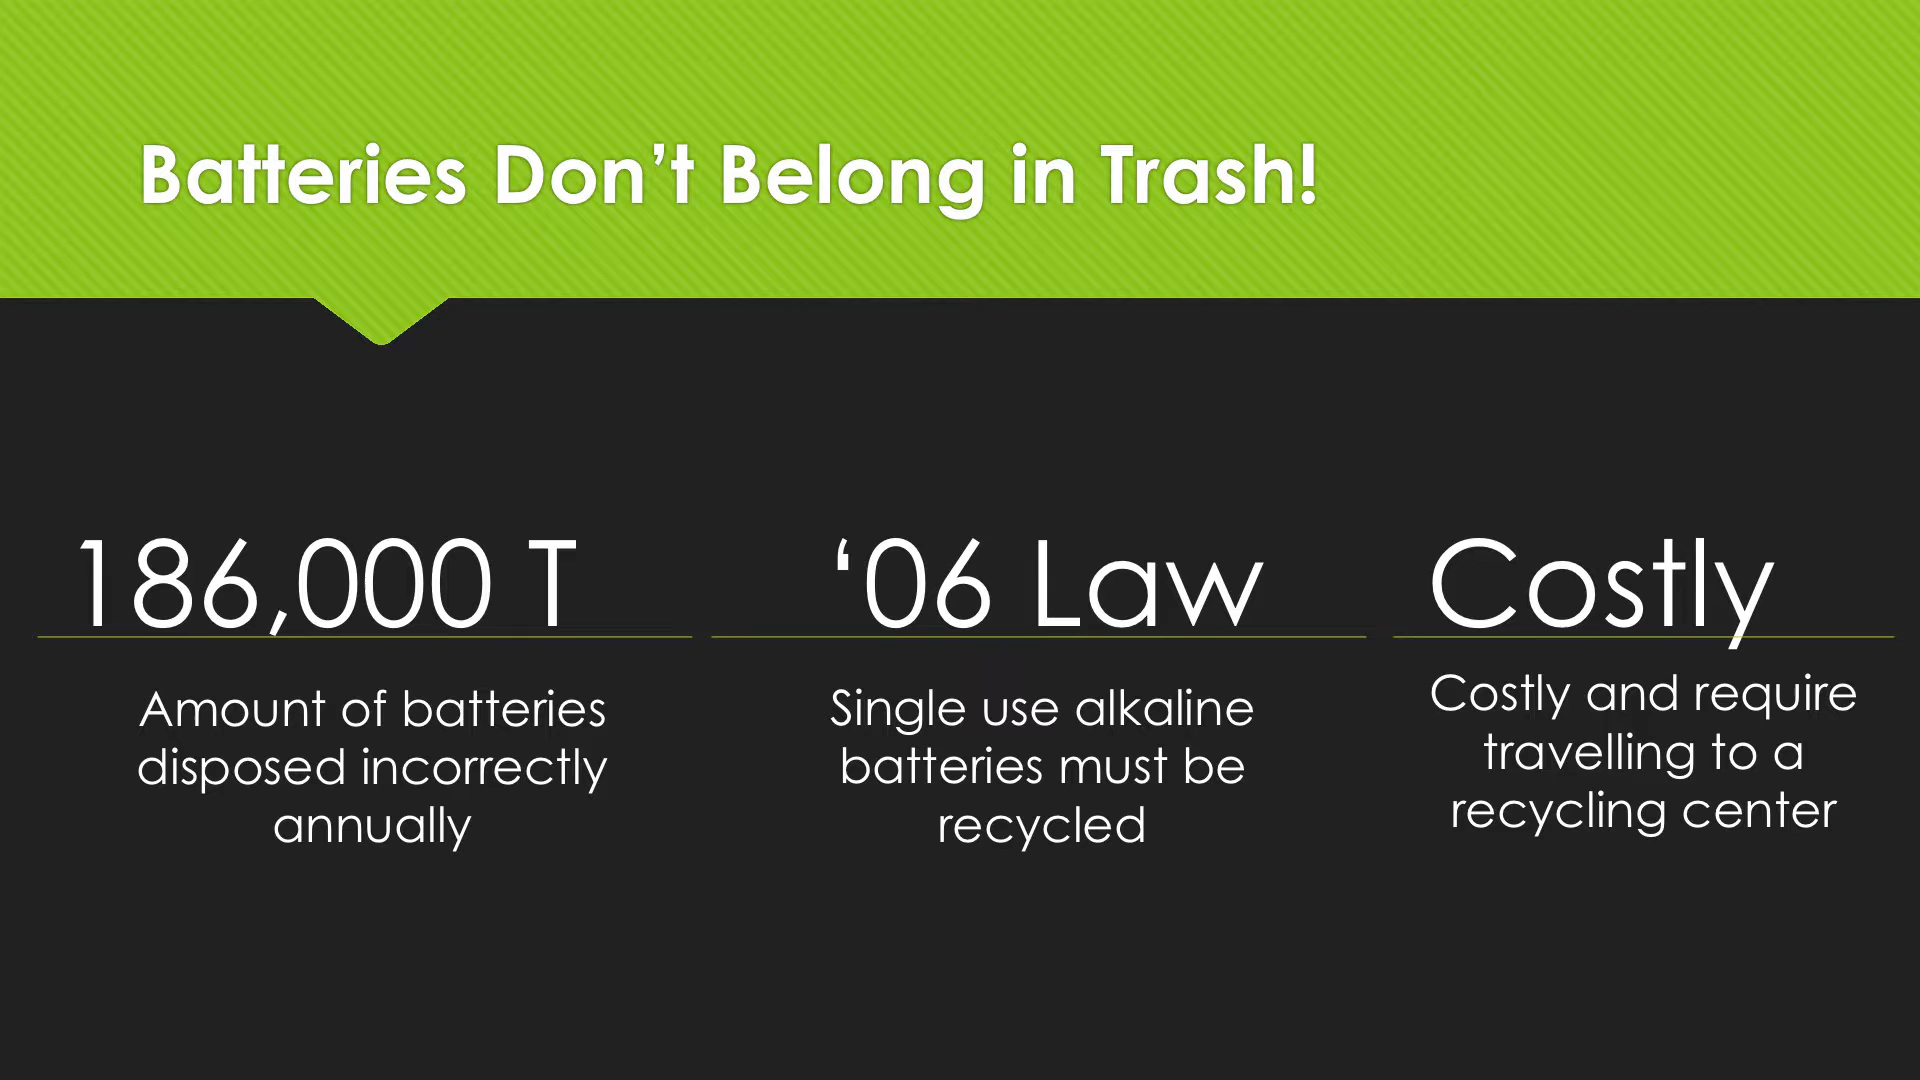 Batteries Don’t Belong in Trash!
186,000 T
Amount of batteries
disposed incorrectly
annually
‘06 Law
Single use alkaline
batteries must be
recycled
Costly
Costly and require
travelling to a
recycling center